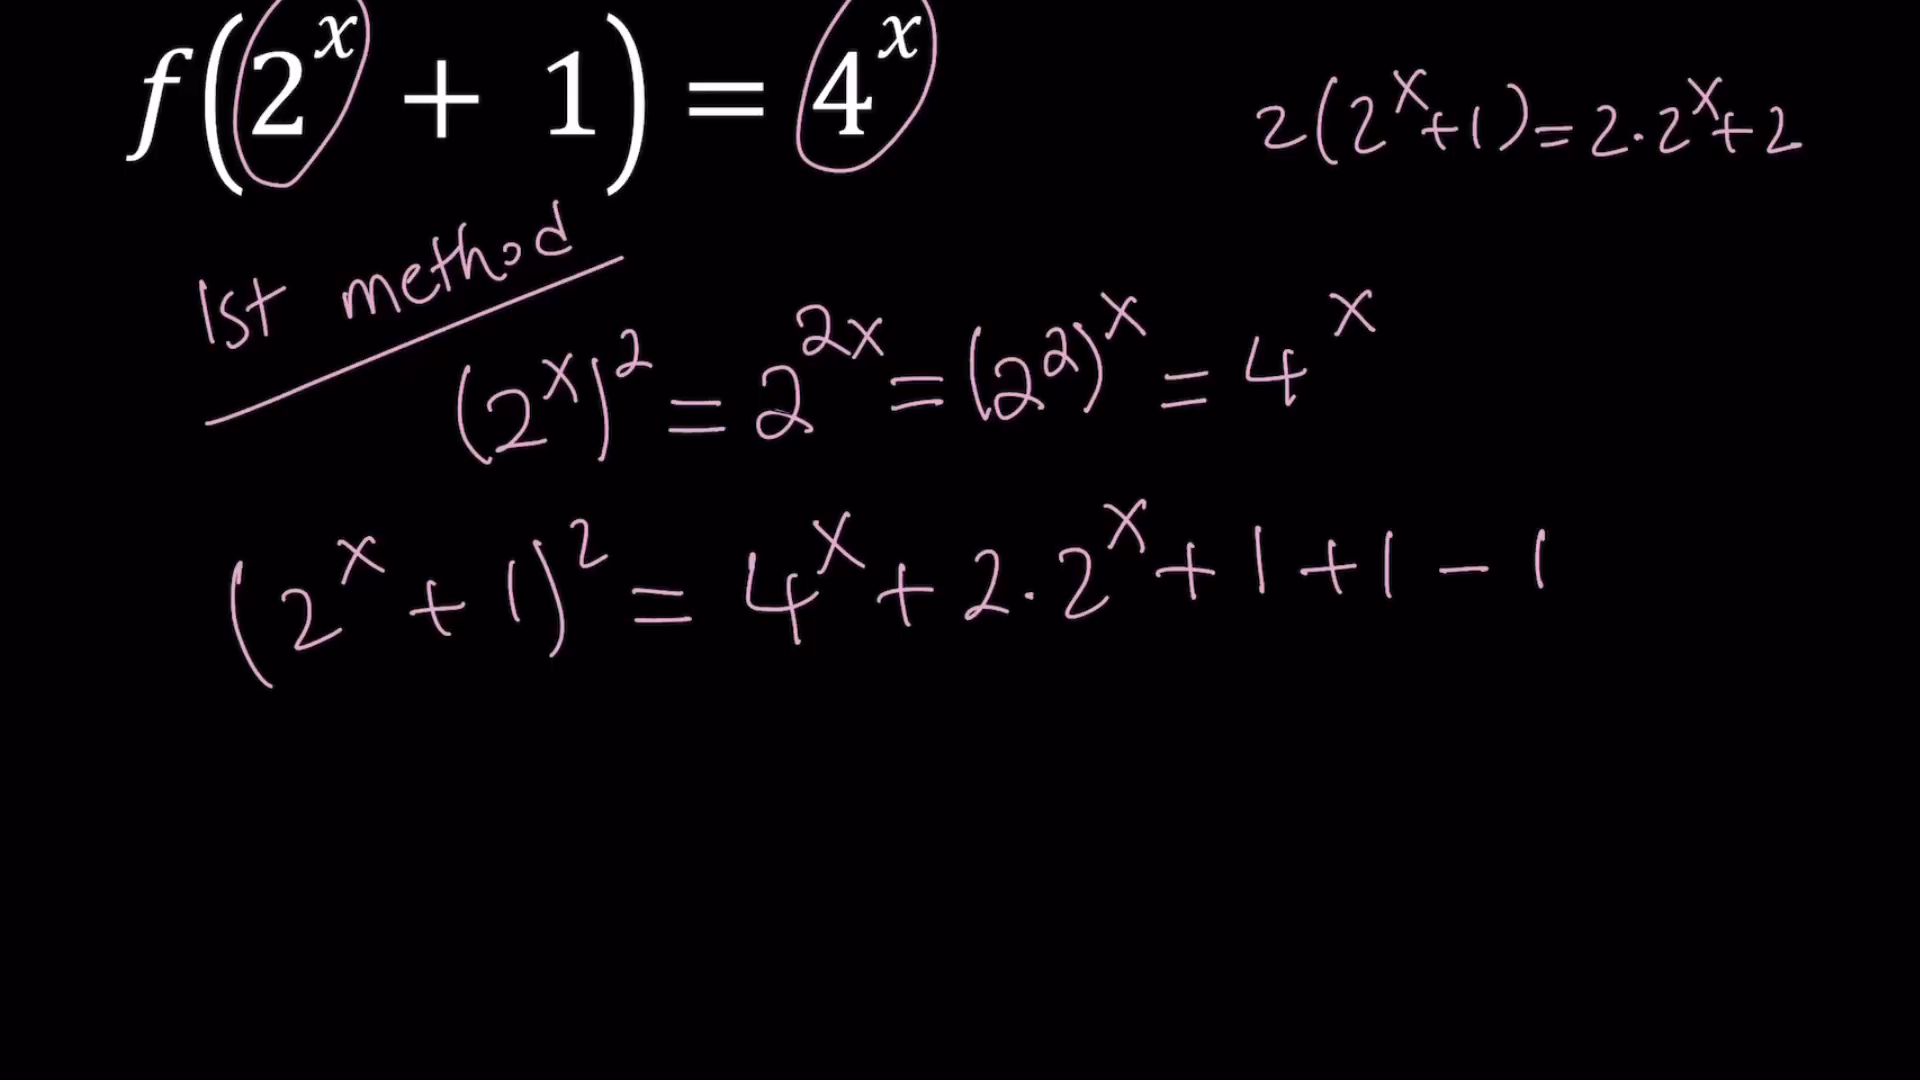 f(2^x + 1) = 4^x
2(2^x+1)=2·2^x+2
1st method
(2^x)^2 = 2^2x = (2^2)^x = 4^x
(2^x + 1)^2 = 4^x + 2·2^x + 1 + 1 - 1